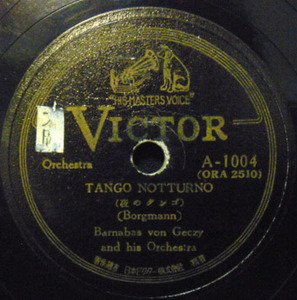 "HIS MASTER'S VOICE"
VICTOR
Orchestra
A-1004
(ORA 2510)
TANGO NOTTURNO
(夜のタンゴ)
(Borgmann)
Barnabas von Geczy
and his Orchestra